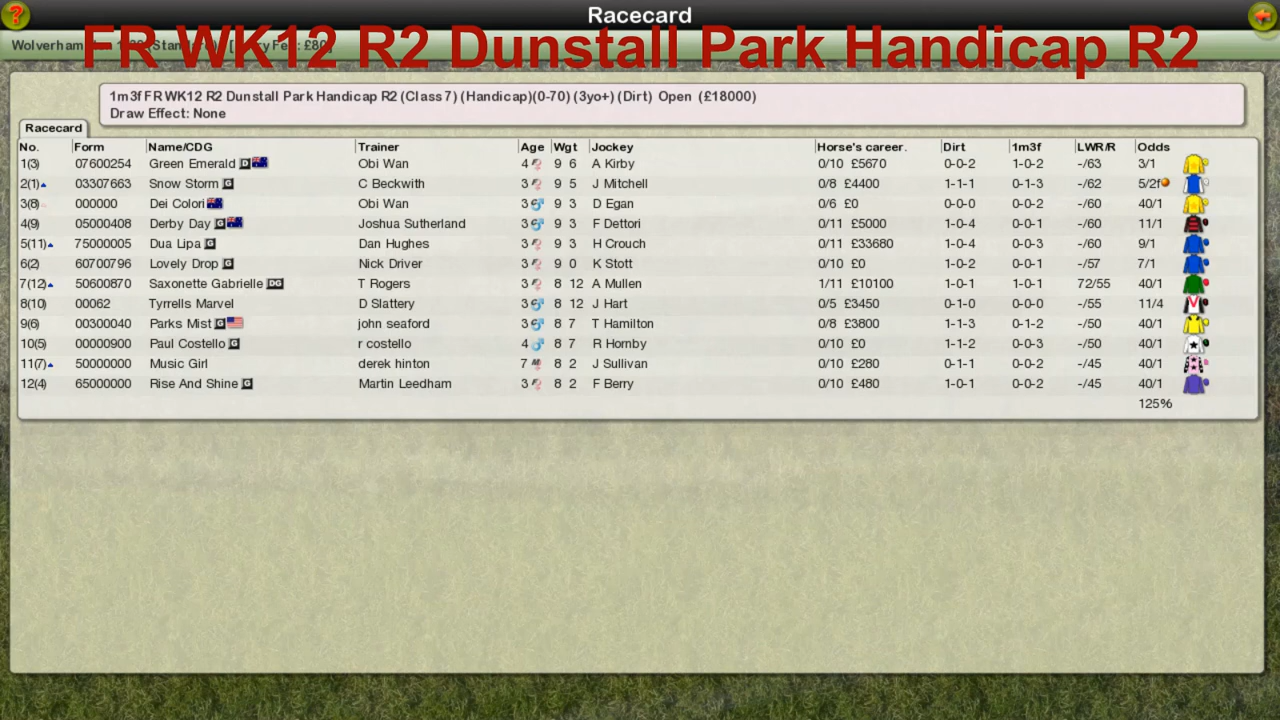 Racecard
FR WK12 R2 Dunstall Park Handicap R2
1m3f FR WK12 R2 Dunstall Park Handicap R2 (Class 7) (Handicap)(0-70) (3yo+) (Dirt) Open (£18000)
Draw Effect: None
Racecard
No. Form Name/CDG Trainer Age Wgt Jockey Horse's career. Dirt 1m3f LWR/R Odds
1(3) 07600254 Green Emerald D Obi Wan 4 9 6 A Kirby 0/10 £5670 0-0-2 1-0-2 -/63 3/1
2(1) 03307663 Snow Storm G C Beckwith 3 9 5 J Mitchell 0/8 £4400 1-1-1 0-1-3 -/62 5/2f
3(8) 000000 Dei Colori Obi Wan 3 9 3 D Egan 0/6 £0 0-0-0 0-0-2 -/60 40/1
4(9) 05000408 Derby Day G Joshua Sutherland 3 9 3 F Dettori 0/11 £5000 1-0-4 0-0-1 -/60 11/1
5(11) 75000005 Dua Lipa G Dan Hughes 3 9 3 H Crouch 0/11 £33680 1-0-4 0-0-3 -/60 9/1
6(2) 60700796 Lovely Drop G Nick Driver 3 9 0 K Stott 0/10 £0 1-0-2 0-0-1 -/57 7/1
7(12) 50600870 Saxonette Gabrielle DG T Rogers 3 8 12 A Mullen 1/11 £10100 1-0-1 1-0-1 72/55 40/1
8(10) 00062 Tyrrells Marvel D Slattery 3 8 12 J Hart 0/5 £3450 0-1-0 0-0-0 -/55 11/4
9(6) 00300040 Parks Mist G john seaford 3 8 7 T Hamilton 0/8 £3800 1-1-3 0-1-2 -/50 40/1
10(5) 00000900 Paul Costello G r costello 4 8 7 R Hornby 0/10 £0 1-1-2 0-0-3 -/50 40/1
11(7) 50000000 Music Girl derek hinton 7 8 2 J Sullivan 0/10 £280 0-1-1 0-0-2 -/45 40/1
12(4) 65000000 Rise And Shine G Martin Leedham 3 8 2 F Berry 0/10 £480 1-0-1 0-0-2 -/45 40/1
125%